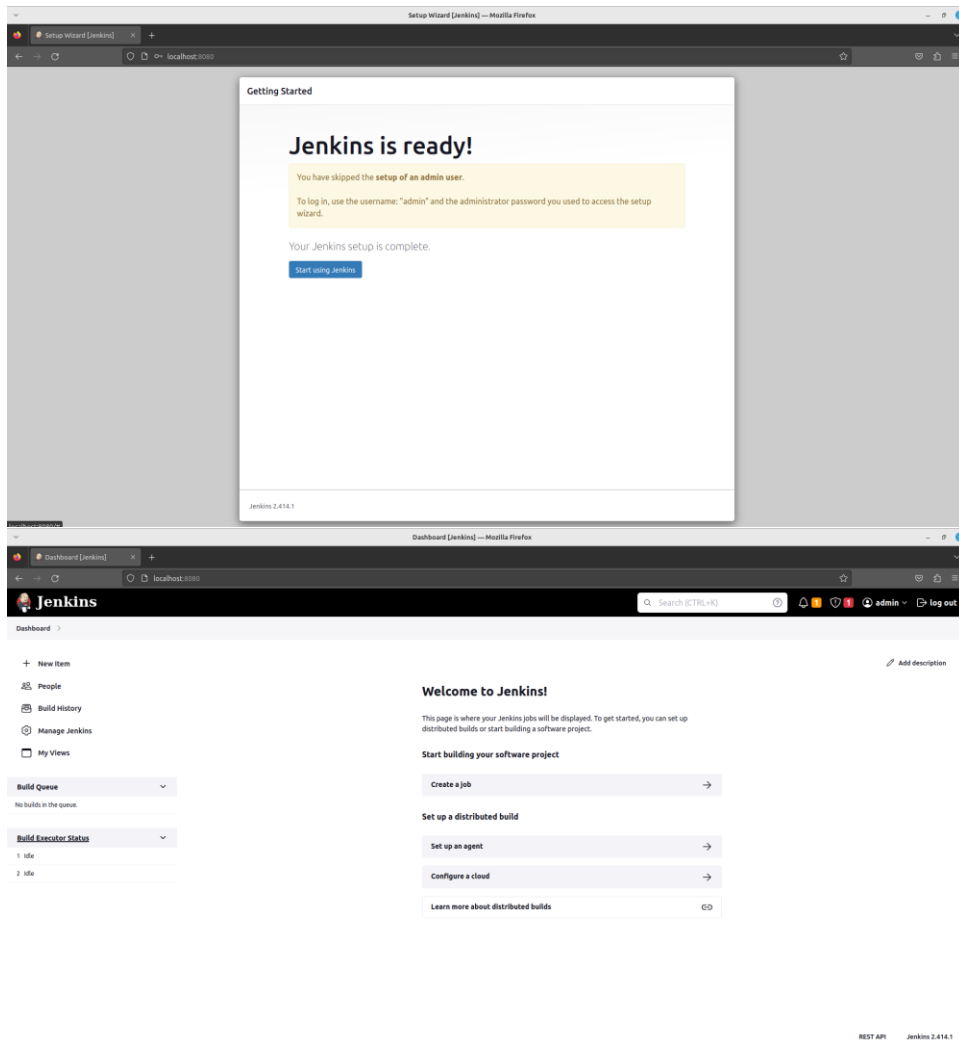 Setup Wizard [Jenkins] — Mozilla Firefox
Setup Wizard [Jenkins]
localhost:8080
Getting Started
Jenkins is ready!
You have skipped the setup of an admin user.
To log in, use the username: "admin" and the administrator password you used to access the setup
wizard.
Your Jenkins setup is complete.
Start using Jenkins
Jenkins 2.414.1
Dashboard [Jenkins] — Mozilla Firefox
Dashboard [Jenkins]
localhost:8080
Jenkins
Search (CTRL+K)
1
1
admin
log out
Dashboard
New Item
Add description
People
Build History
Manage Jenkins
My Views
Build Queue
No builds in the queue.
Build Executor Status
1 Idle
2 Idle
Welcome to Jenkins!
This page is where your Jenkins jobs will be displayed. To get started, you can set up
distributed builds or start building a software project.
Start building your software project
Create a job
Set up a distributed build
Set up an agent
Configure a cloud
Learn more about distributed builds
REST API
Jenkins 2.414.1